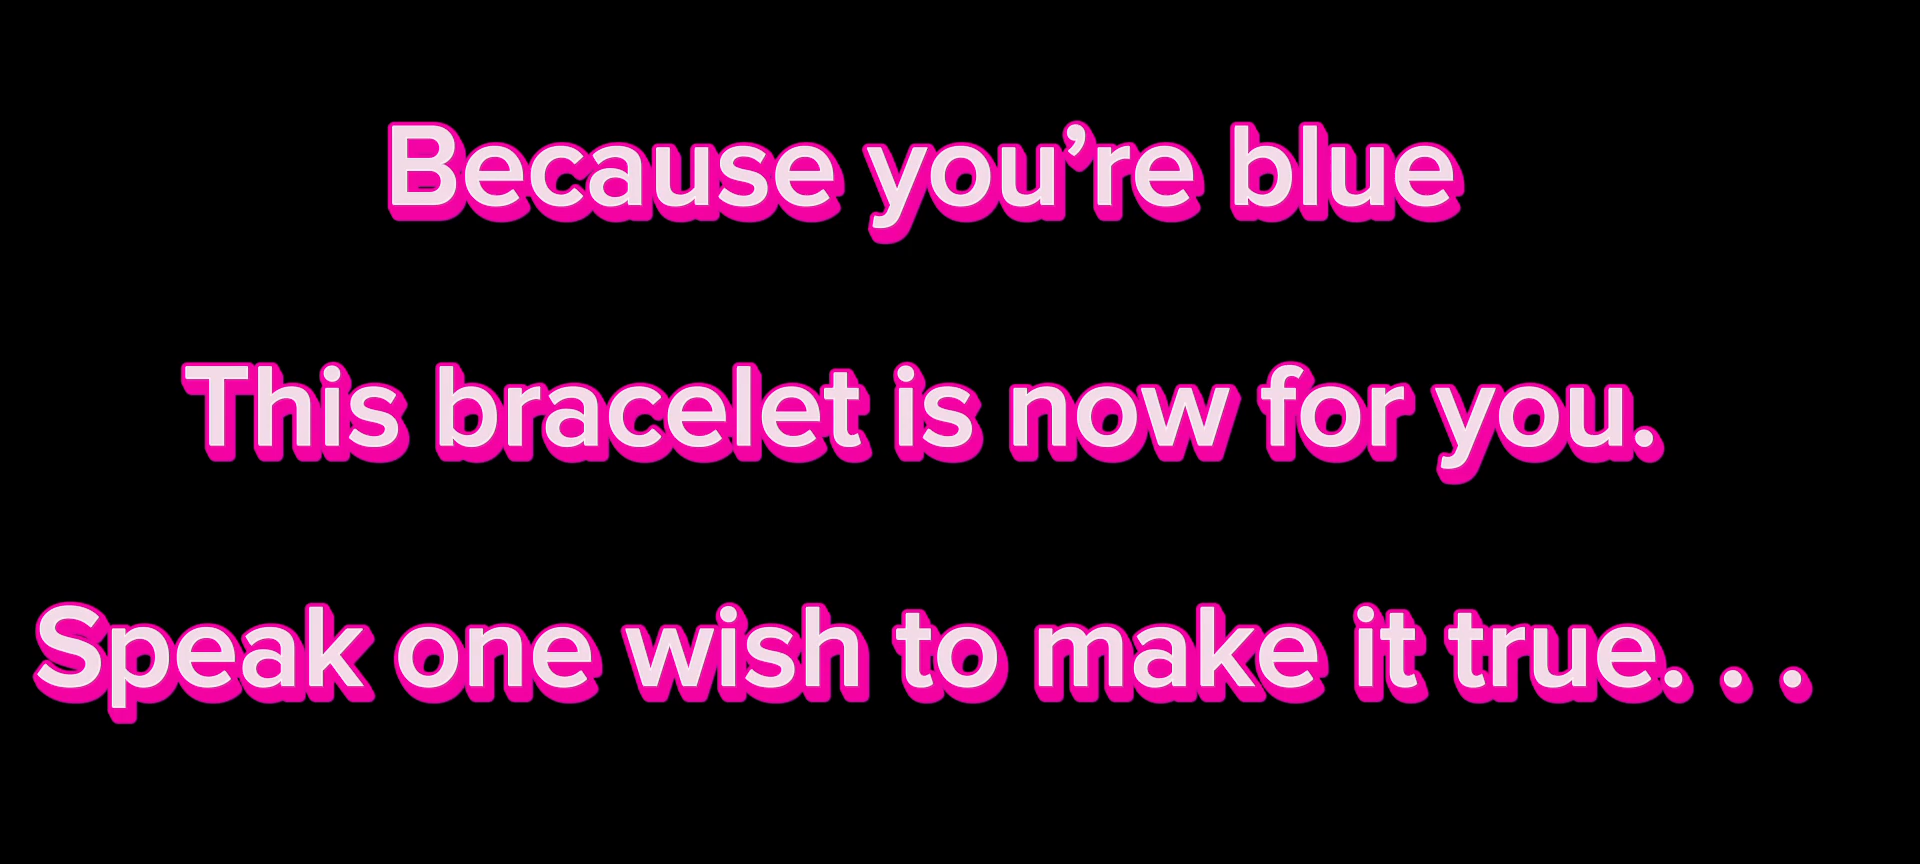 Because you’re blue
This bracelet is now for you.
Speak one wish to make it true. . .